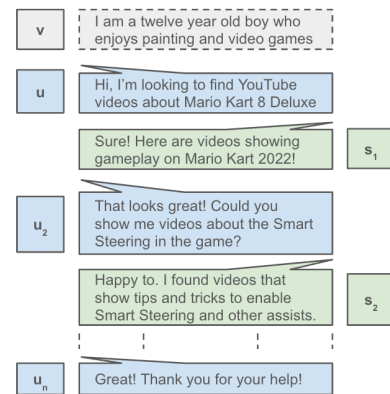 v
I am a twelve year old boy who
enjoys painting and video games
u
Hi, I'm looking to find YouTube
videos about Mario Kart 8 Deluxe
Sure! Here are videos showing
gameplay on Mario Kart 2022!
s1
That looks great! Could you
show me videos about the Smart
Steering in the game?
u2
Happy to. I found videos that
show tips and tricks to enable
Smart Steering and other assists.
s2
un
Great! Thank you for your help!